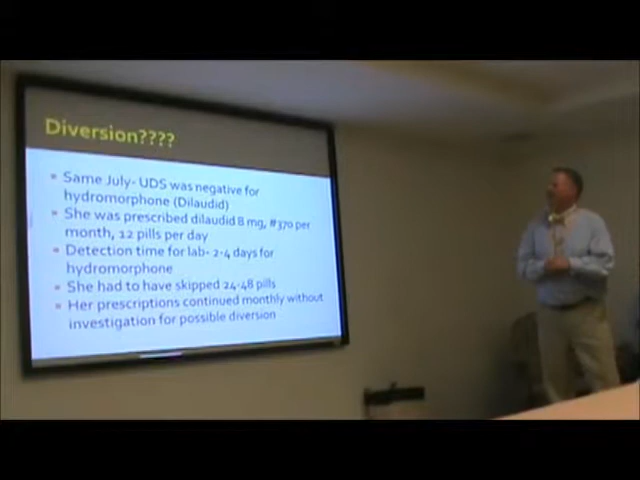 Diversion????
Same July- UDS was negative for
hydromorphone (Dilaudid)
She was prescribed dilaudid 8 mg, #370 per
month, 12 pills per day
Detection time for lab- 2-4 days for
hydromorphone
She had to have skipped 24-48 pills
Her prescriptions continued monthly without
investigation for possible diversion